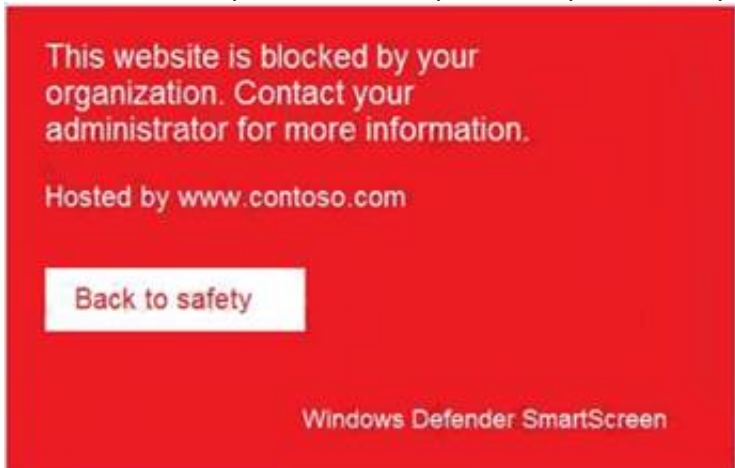 This website is blocked by your
organization. Contact your
administrator for more information.
Hosted by www.contoso.com
Back to safety
Windows Defender SmartScreen